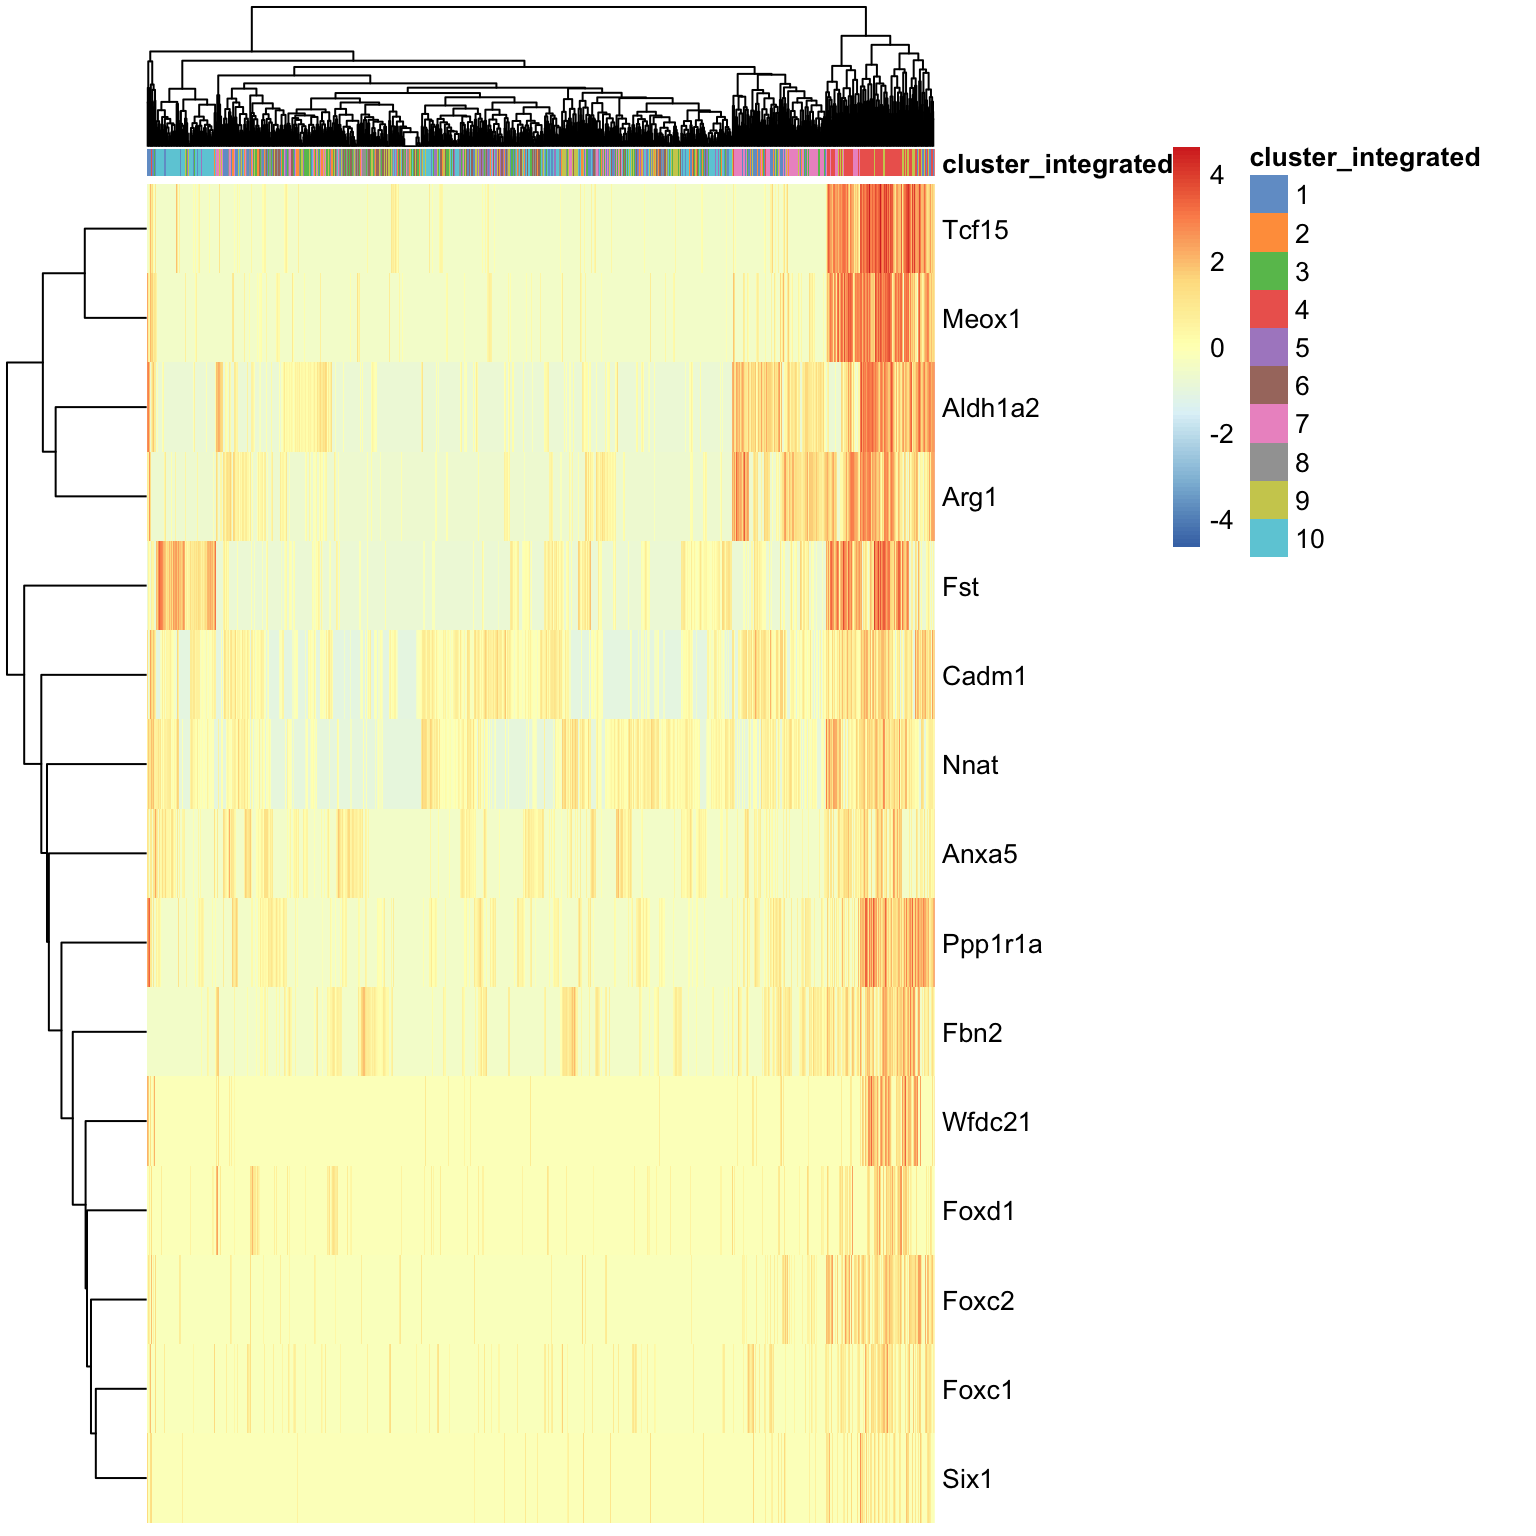 cluster_integrated
Tcf15
Meox1
Aldh1a2
Arg1
Fst
Cadm1
Nnat
Anxa5
Ppp1r1a
Fbn2
Wfdc21
Foxd1
Foxc2
Foxc1
Six1
4
2
0
-2
-4
cluster_integrated
1
2
3
4
5
6
7
8
9
10